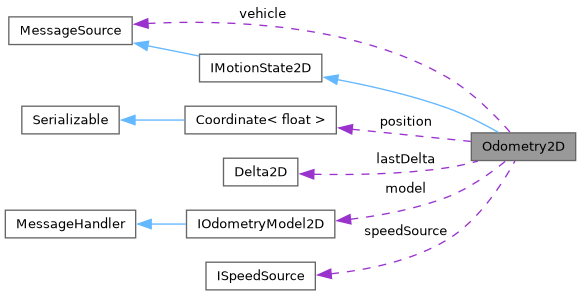 vehicle
MessageSource
IMotionState2D
Serializable
Coordinate< float >
position
Odometry2D
lastDelta
Delta2D
model
MessageHandler
IOdometryModel2D
speedSource
ISpeedSource